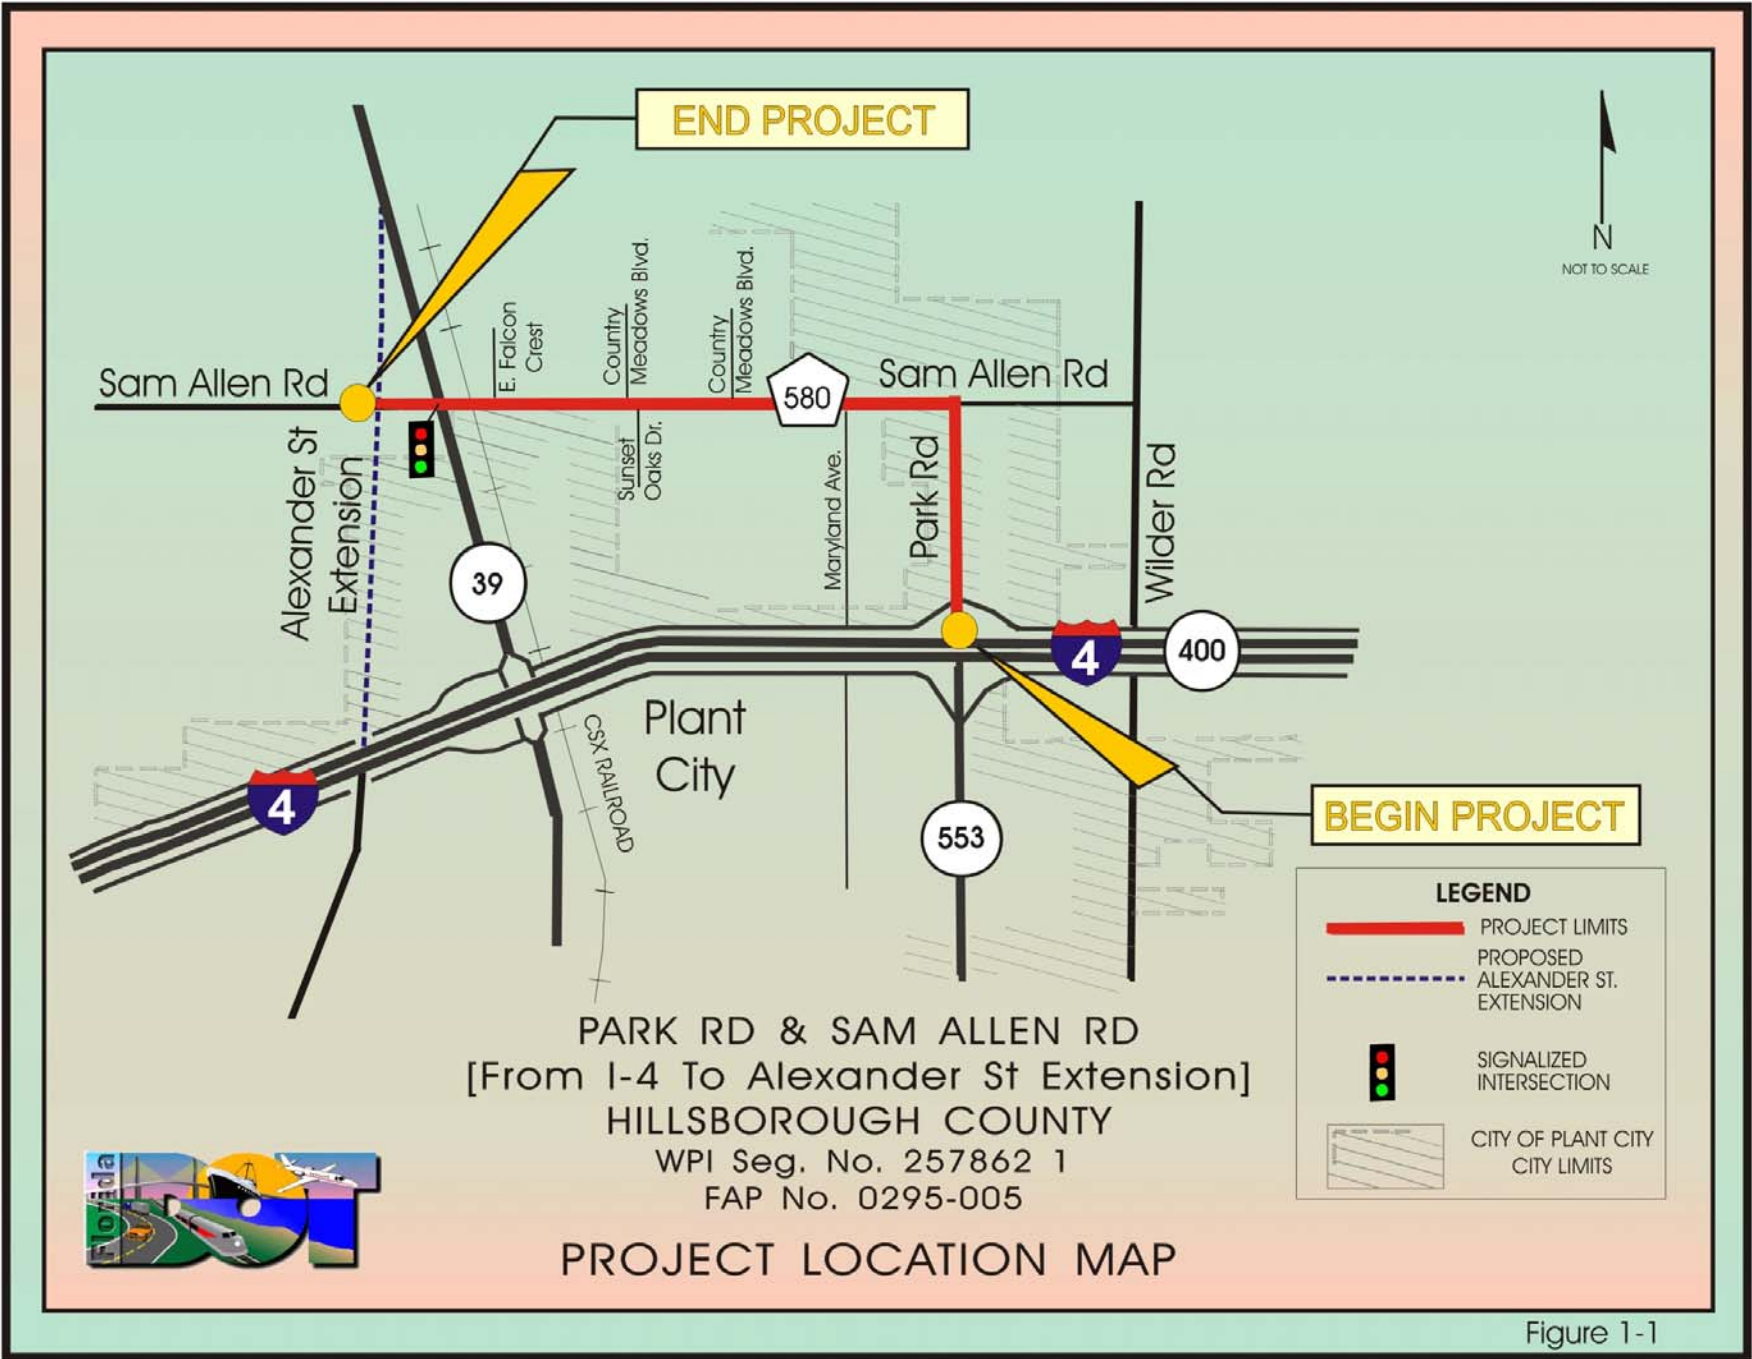 END PROJECT
N
NOT TO SCALE
Sam Allen Rd
E. Falcon
Crest
Country
Meadows Blvd.
Country
Meadows Blvd.
580
Sam Allen Rd
Alexander St
Extension
Sunset
Oaks Dr.
Maryland Ave.
Park Rd
Wilder Rd
39
4
400
Plant
City
CSX RAILROAD
4
553
BEGIN PROJECT
LEGEND
PROJECT LIMITS
PROPOSED
ALEXANDER ST.
EXTENSION
SIGNALIZED
INTERSECTION
CITY OF PLANT CITY
CITY LIMITS
PARK RD & SAM ALLEN RD
[From I-4 To Alexander St Extension]
HILLSBOROUGH COUNTY
WPI Seg. No. 257862 1
FAP No. 0295-005
PROJECT LOCATION MAP
Florida
DOT
Figure 1-1